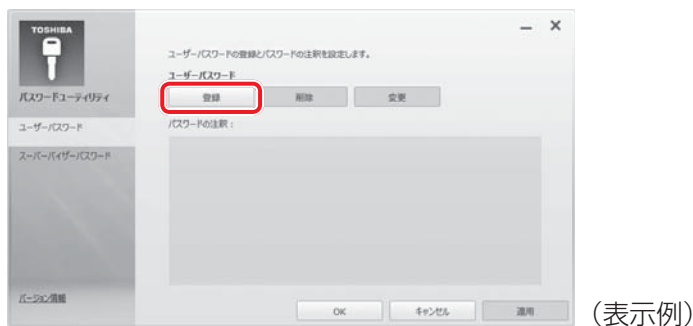 TOSHIBA
パスワードユーティリティ
ユーザーパスワード
スーパーバイザーパスワード
バージョン情報
ユーザーパスワードの登録とパスワードの注釈を設定します。
ユーザーパスワード
登録 削除 変更
パスワードの注釈：
OK キャンセル 適用
（表示例）